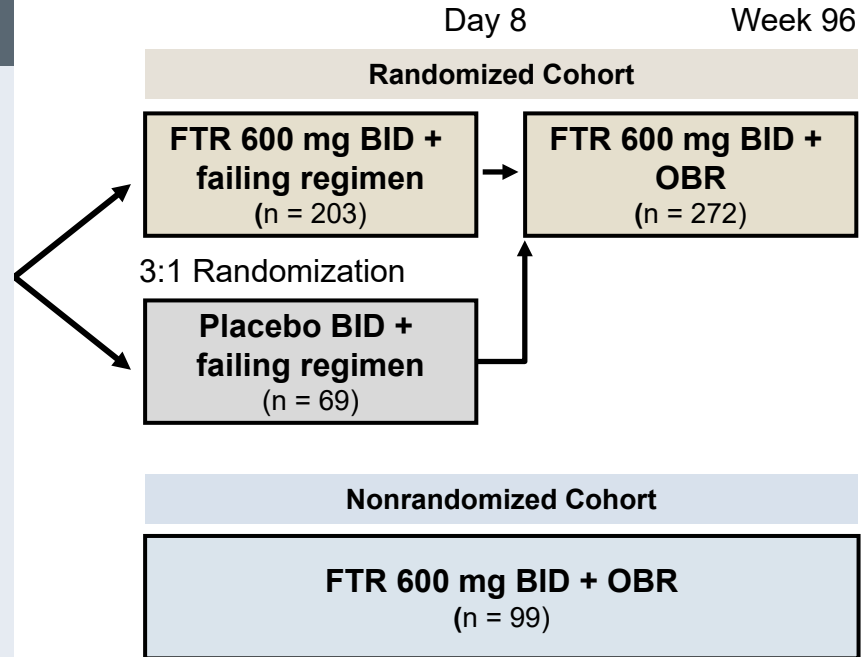 Day 8 Week 96
Randomized Cohort
FTR 600 mg BID +
failing regimen
(n = 203)
FTR 600 mg BID +
OBR
(n = 272)
3:1 Randomization
Placebo BID +
failing regimen
(n = 69)
Nonrandomized Cohort
FTR 600 mg BID + OBR
(n = 99)